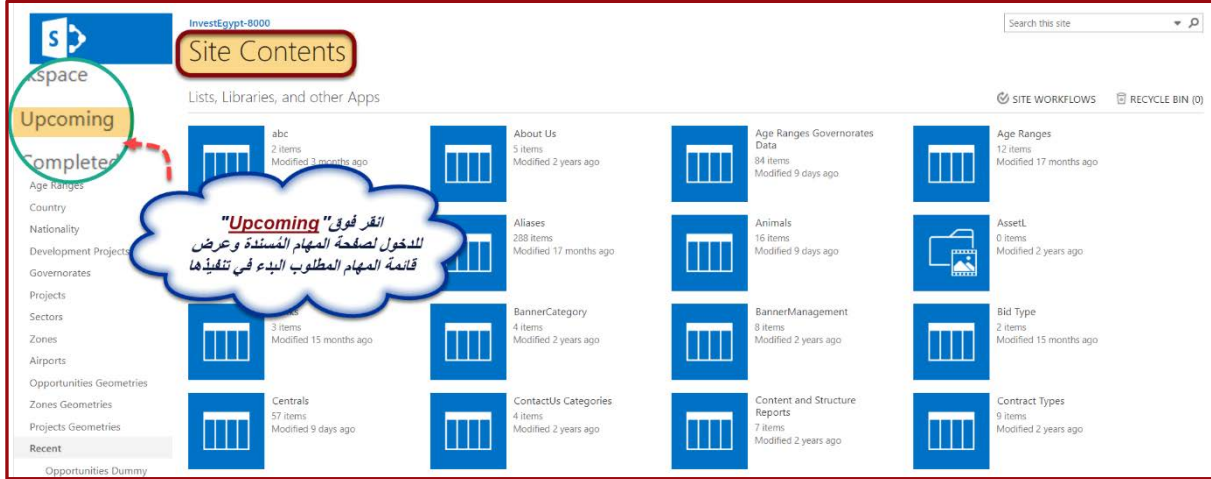 InvestEgypt-8000
Search this site
Site Contents
Upcoming
Completed
Lists, Libraries, and other Apps
SITE WORKFLOWS
RECYCLE BIN (0)
abc
2 items
Modified 3 months ago
About Us
5 items
Modified 2 years ago
Age Ranges Governorates
Data
84 items
Modified 9 days ago
Age Ranges
12 items
Modified 17 months ago
Age Ranges
Country
Nationality
Development Projects
Governorates
Projects
Sectors
Zones
Airports
Opportunities Geometries
Zones Geometries
Projects Geometries
Recent
Opportunities Dummy
انقر فوق "Upcoming"
للدخول لصفحة المهام المُسندة وعرض
قائمة المهام المطلوب البدء في تنفيذها
Aliases
288 items
Modified 17 months ago
Animals
16 items
Modified 9 days ago
AssetL
0 items
Modified 2 years ago
3 items
Modified 15 months ago
BannerCategory
4 items
Modified 2 years ago
BannerManagement
8 items
Modified 2 years ago
Bid Type
2 items
Modified 15 months ago
Centrals
57 items
Modified 9 days ago
ContactUs Categories
4 items
Modified 2 years ago
Content and Structure
Reports
7 items
Modified 2 years ago
Contract Types
9 items
Modified 2 years ago